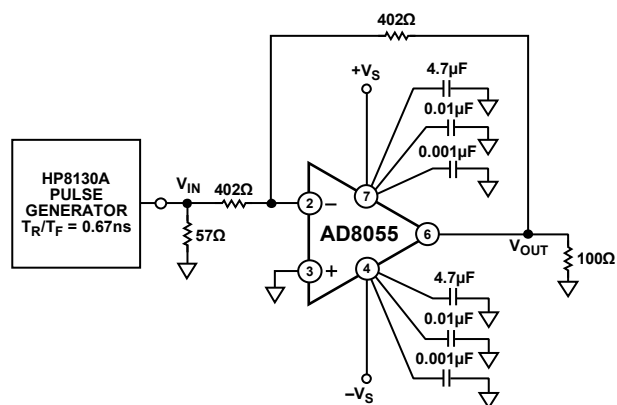 402Ω
+VS
4.7µF
0.01µF
0.001µF
HP8130A
PULSE
GENERATOR
TR/TF = 0.67ns
VIN
402Ω
57Ω
2
−
7
AD8055
6
VOUT
100Ω
3
+
4
4.7µF
0.01µF
0.001µF
−VS